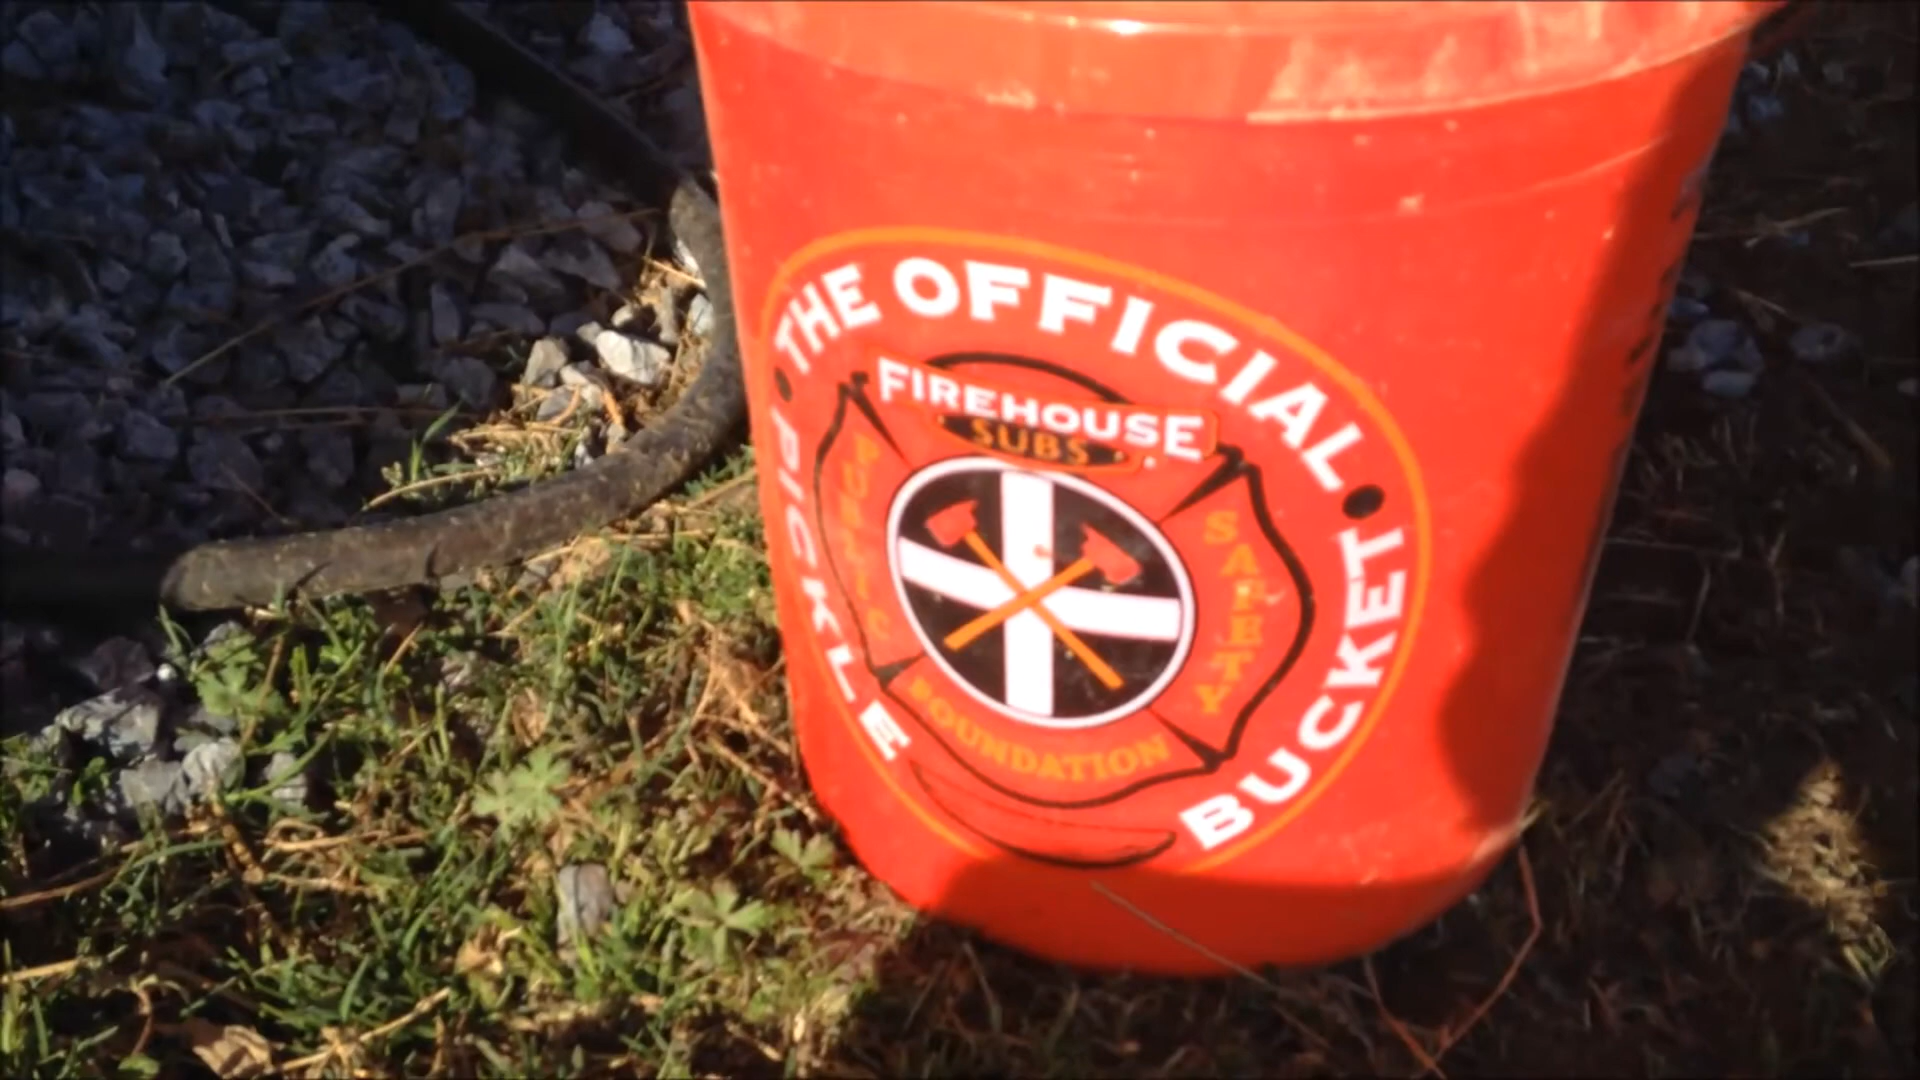 THE OFFICIAL
PICKLE BUCKET
FIREHOUSE
SUBS
PUBLIC
SAFETY
FOUNDATION